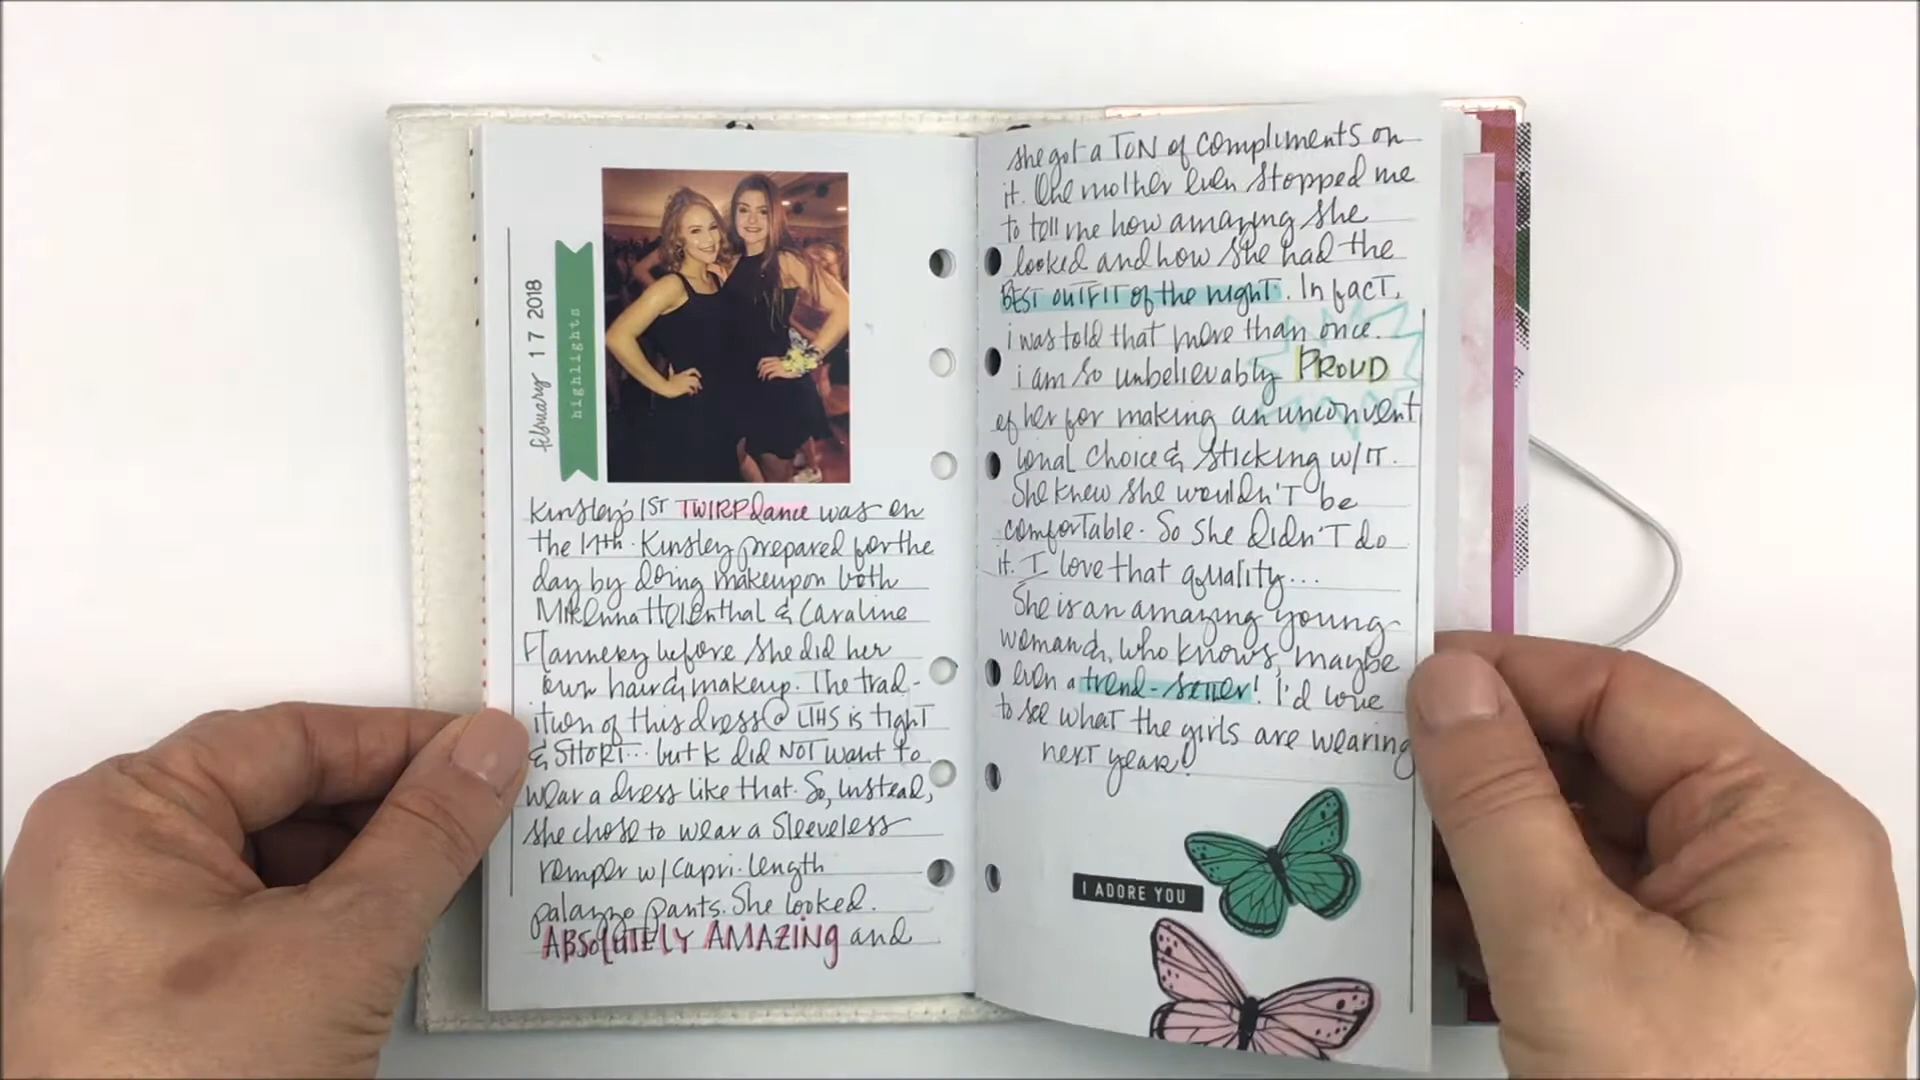 february 17 2018
highlights
Kinsley's 1ST TWIRP dance was on
the 17th. Kinsley prepared for the
day by doing makeup on both
MiKenna Holenthal & Caraline
Flannery before she did her
own hair & makeup. The trad-
ition of this dress @ LTHS is tight
& SHORT... but K did NOT want to
wear a dress like that. So, instead,
she chose to wear a Sleeveless
romper w/ Capri-length
palazzo pants. She looked
ABSOLUTELY AMAZING and
she got a TON of compliments on
it. One mother even stopped me
to tell me how amazing she
looked and how she had the
BEST OUTFIT of the night. In fact,
i was told that more than once.
i am so unbelievably PROUD
of her for making an unconvent
ional choice & sticking w/ IT.
She knew she wouldn't be
comfortable. So she didn't do
it. I love that quality...
She is an amazing young
woman &, who knows, maybe
even a trend-setter! I'd love
to see what the girls are wearing
next year!
I ADORE YOU